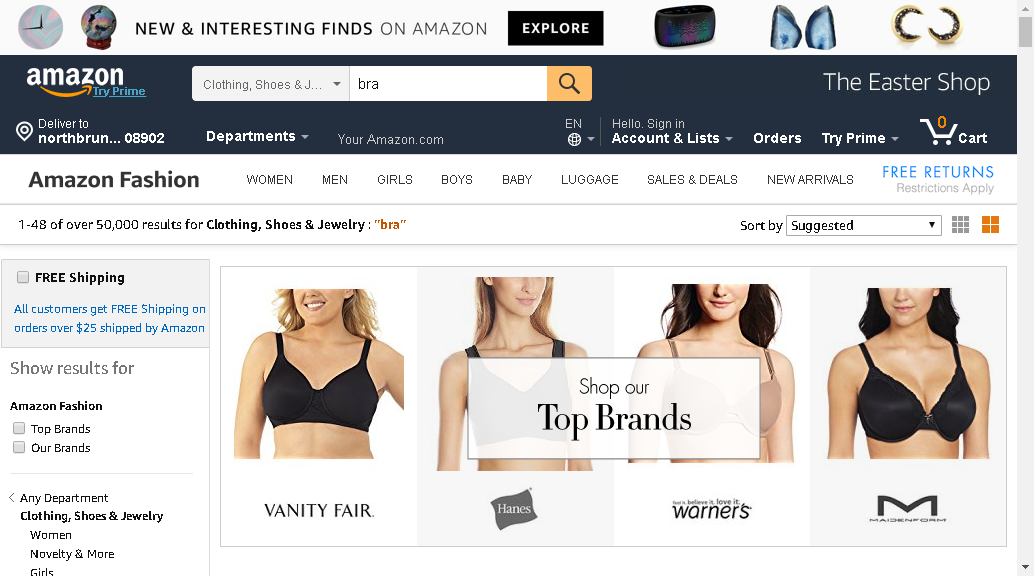 NEW & INTERESTING FINDS ON AMAZON
EXPLORE
amazon
Try Prime
Clothing, Shoes & J...
bra
The Easter Shop
Deliver to
northbrun... 08902
Departments
Your Amazon.com
EN
Hello. Sign in
Account & Lists
Orders
Try Prime
0
Cart
Amazon Fashion
WOMEN
MEN
GIRLS
BOYS
BABY
LUGGAGE
SALES & DEALS
NEW ARRIVALS
FREE RETURNS
Restrictions Apply
1-48 of over 50,000 results for Clothing, Shoes & Jewelry : "bra"
Sort by
Suggested
FREE Shipping
All customers get FREE Shipping on
orders over $25 shipped by Amazon
Show results for
Amazon Fashion
Top Brands
Our Brands
Any Department
Clothing, Shoes & Jewelry
Women
Novelty & More
Girls
Shop our
Top Brands
VANITY FAIR.
Hanes
feel it. believe it. love it:
warner's
MAIDENFORM